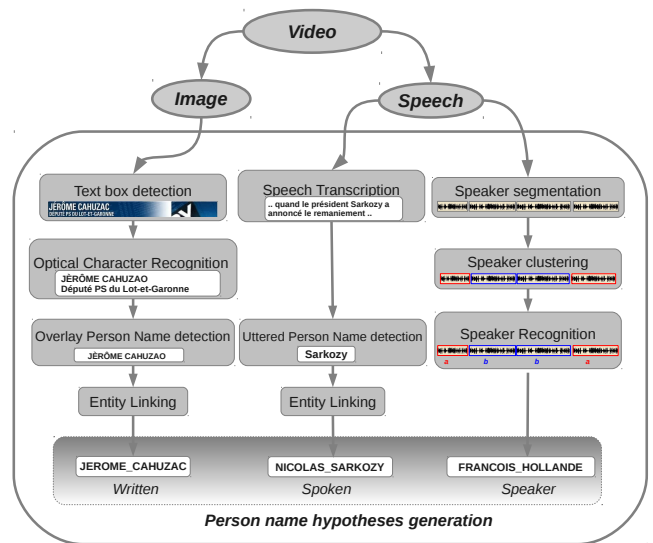 Video
Image
Speech
Text box detection
JÉRÔME CAHUZAC
DÉPUTÉ PS DU LOT-ET-GARONNE
Optical Character Recognition
JÈRÔME CAHUZAO
Député PS du Lot-et-Garonne
Overlay Person Name detection
JÈRÔME CAHUZAO
Entity Linking
JEROME_CAHUZAC
Written
Speech Transcription
.. quand le président Sarkozy a
annoncé le remaniement ..
Uttered Person Name detection
Sarkozy
Entity Linking
NICOLAS_SARKOZY
Spoken
Speaker segmentation
Speaker clustering
Speaker Recognition
a b b a
FRANCOIS_HOLLANDE
Speaker
Person name hypotheses generation